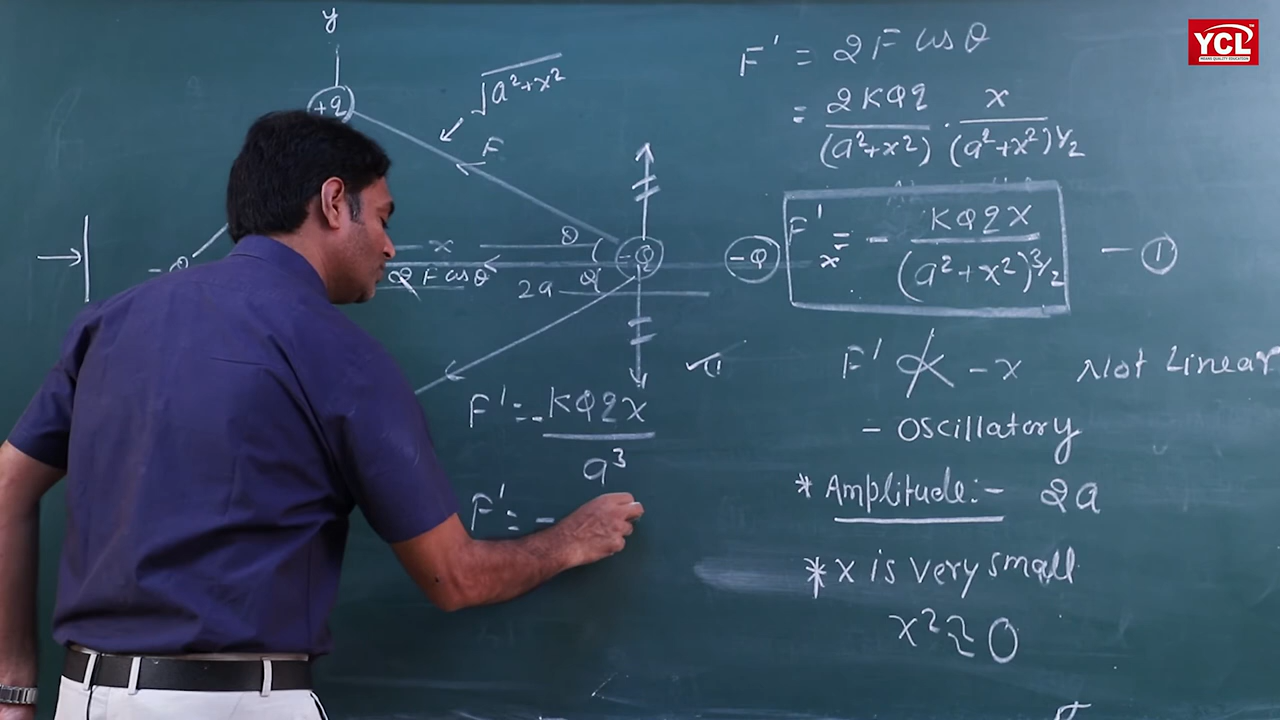 y
+q
√a²+x²
F
x
θ
-Q
2F cos θ
θ
2a
-Q
F' = -KQqx
a³
F' = -
F' = 2F cos θ
= 2KQq / (a²+x²) . x / (a²+x²)^1/2
F'x = - KQqx / (a²+x²)^3/2 - ①
F' ∝ -x Not Linear
- Oscillatory
* Amplitude:- 2a
* x is very small
x² ≈ 0
YCL